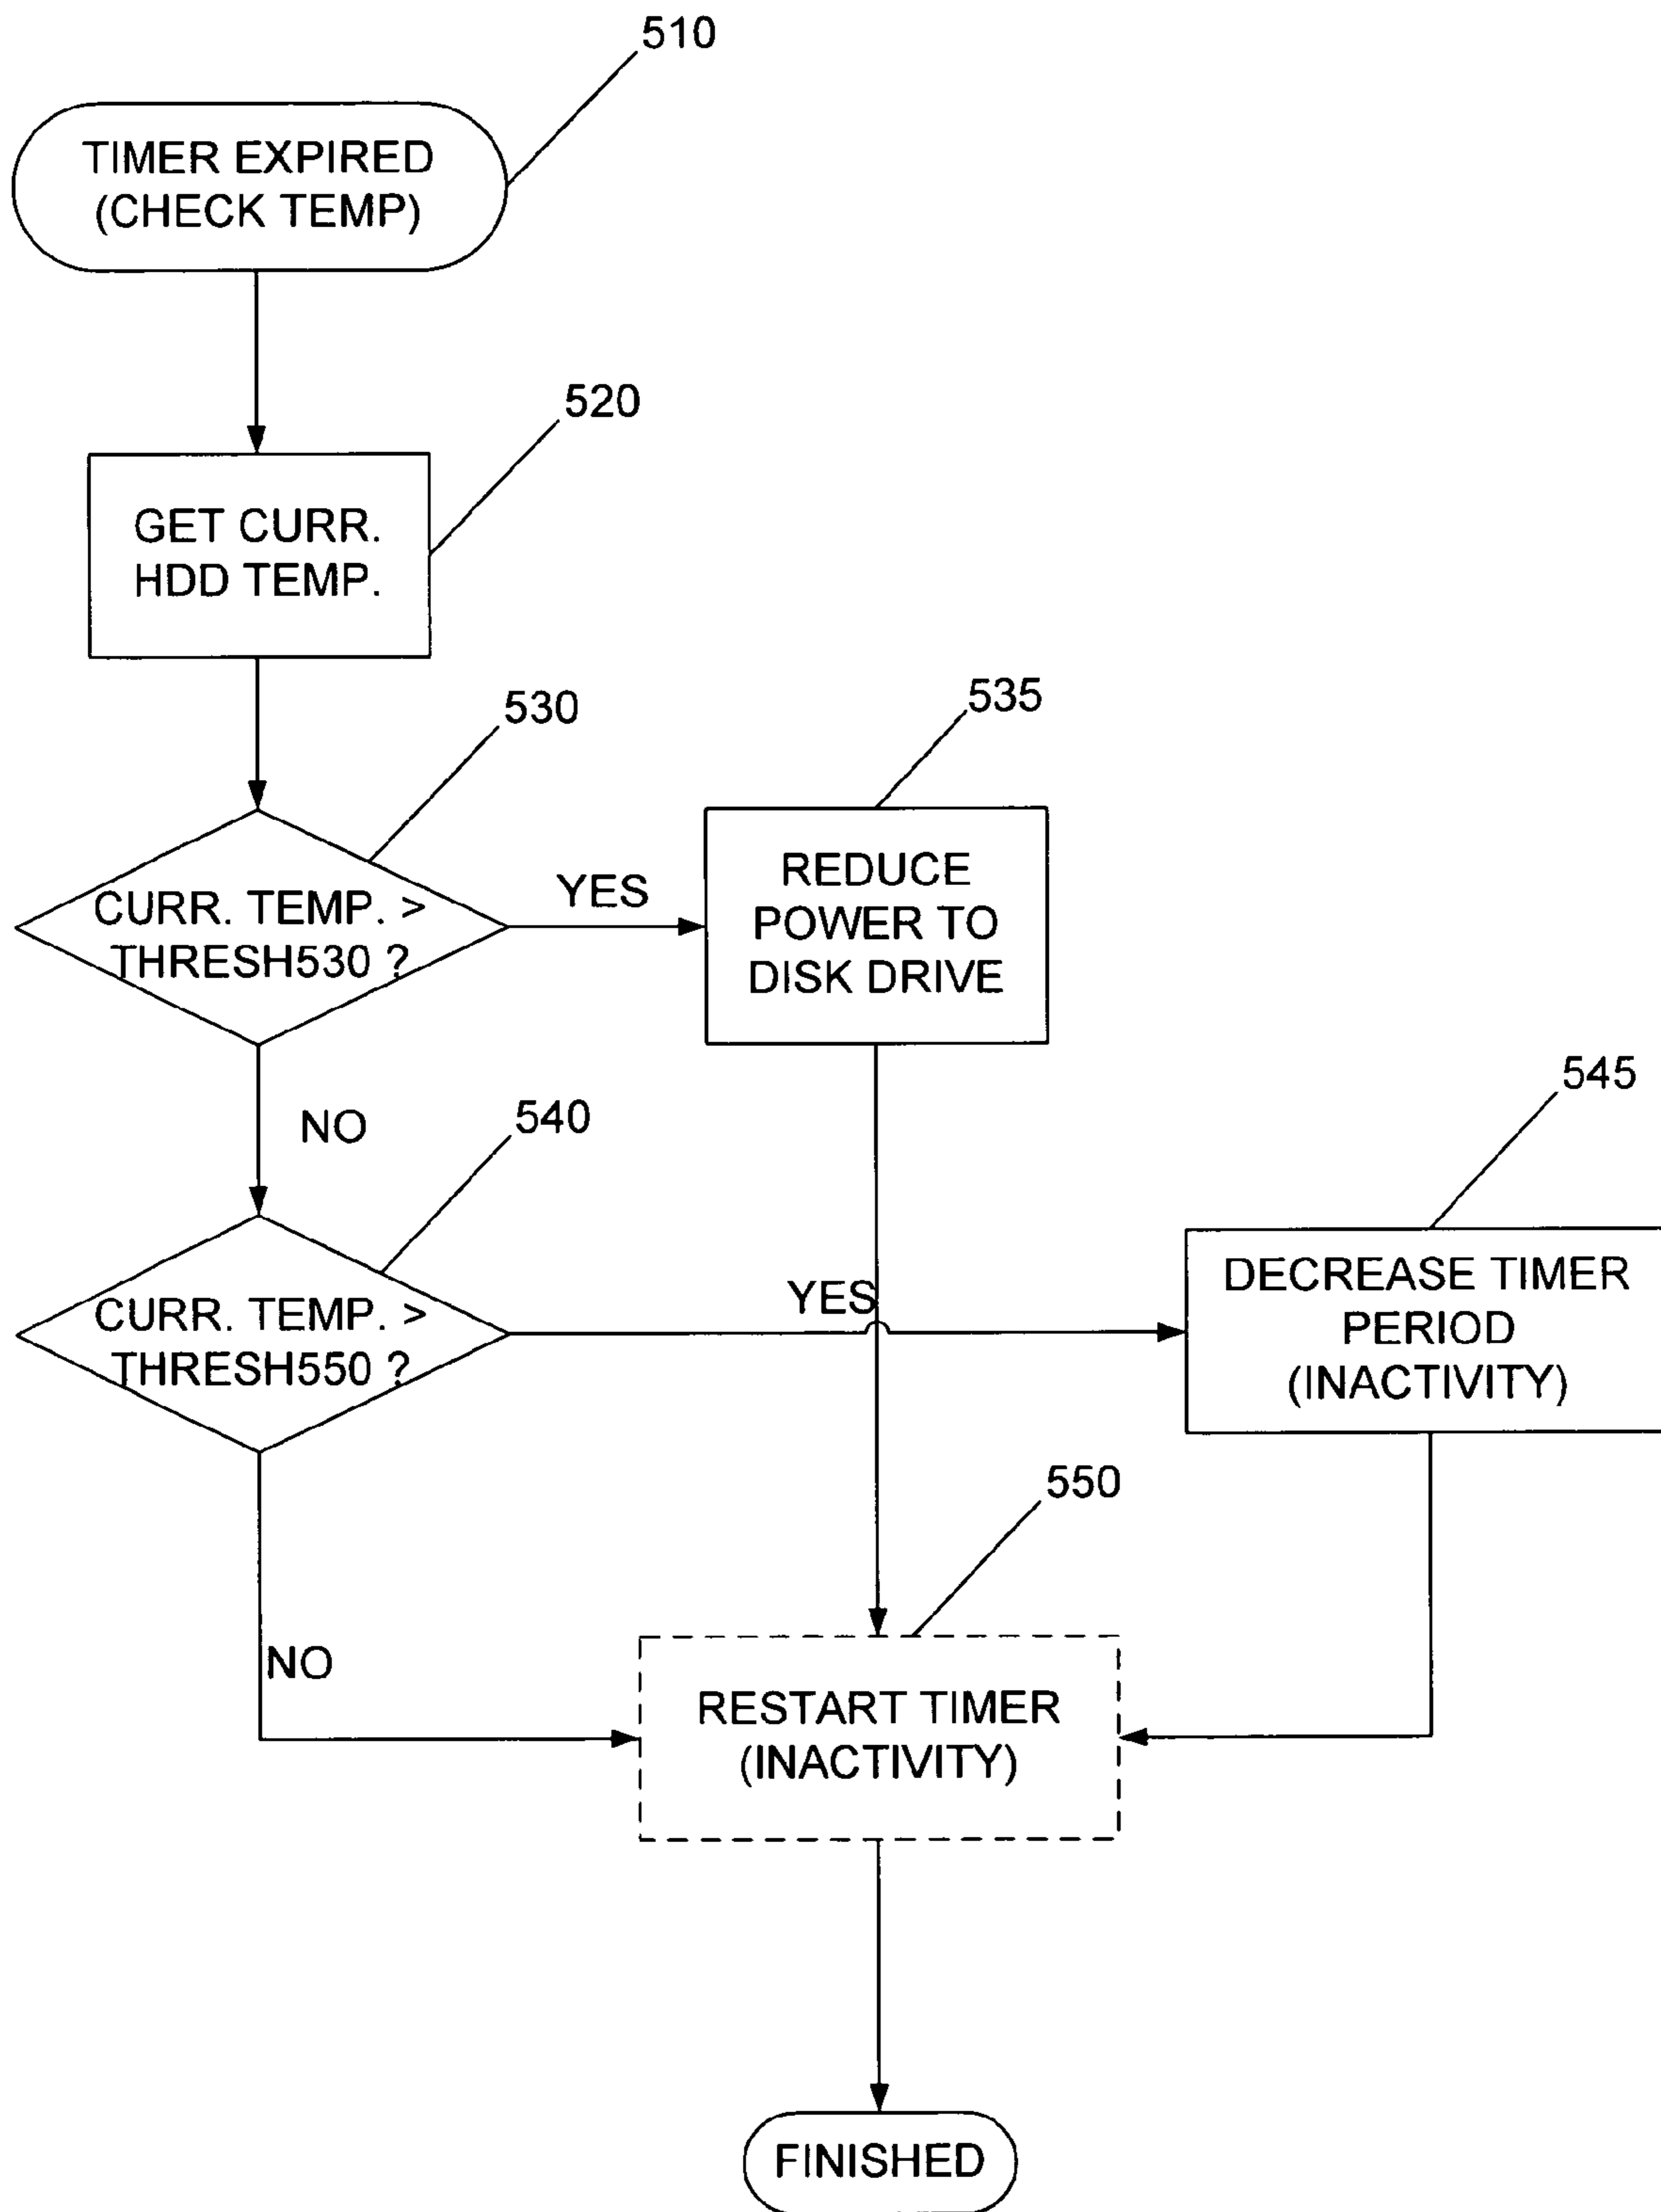 510
TIMER EXPIRED
(CHECK TEMP)
520
GET CURR.
HDD TEMP.
530
535
CURR. TEMP. >
THRESH530 ?
YES
REDUCE
POWER TO
DISK DRIVE
NO
540
545
CURR. TEMP. >
THRESH550 ?
YES
DECREASE TIMER
PERIOD
(INACTIVITY)
550
NO
RESTART TIMER
(INACTIVITY)
FINISHED